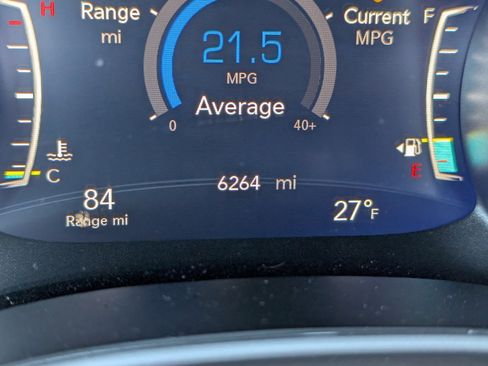 H
Range
mi
21.5
MPG
Average
0
40+
Current
MPG
F
C
E
84
Range mi
6264 mi
27°F